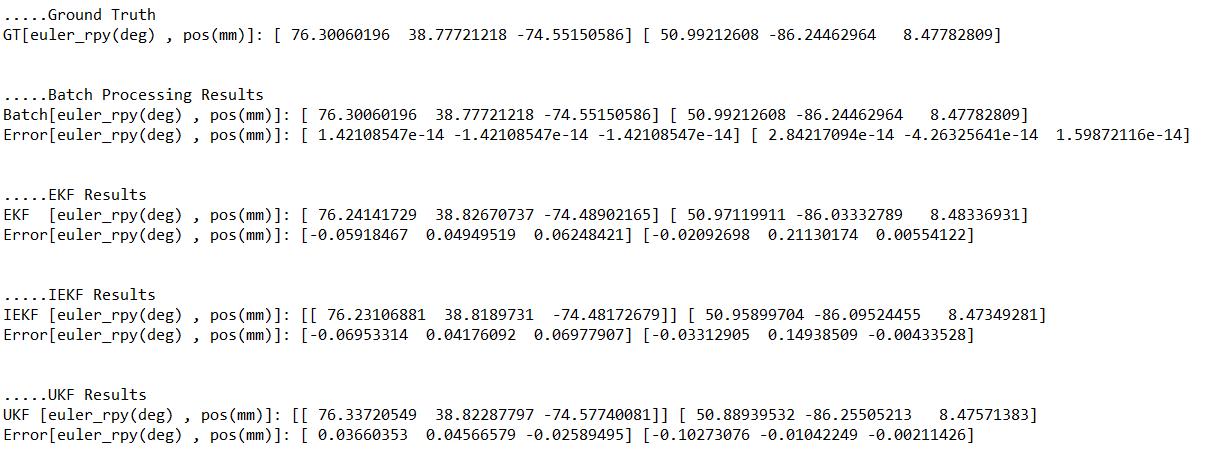 .....Ground Truth
GT[euler_rpy(deg) , pos(mm)]: [ 76.30060196  38.77721218 -74.55150586] [ 50.99212608 -86.24462964   8.47782809]
.....Batch Processing Results
Batch[euler_rpy(deg) , pos(mm)]: [ 76.30060196  38.77721218 -74.55150586] [ 50.99212608 -86.24462964   8.47782809]
Error[euler_rpy(deg) , pos(mm)]: [ 1.42108547e-14 -1.42108547e-14 -1.42108547e-14] [ 2.84217094e-14 -4.26325641e-14  1.59872116e-14]
.....EKF Results
EKF  [euler_rpy(deg) , pos(mm)]: [ 76.24141729  38.82670737 -74.48902165] [ 50.97119911 -86.03332789   8.48336931]
Error[euler_rpy(deg) , pos(mm)]: [-0.05918467  0.04949519  0.06248421] [-0.02092698  0.21130174  0.00554122]
.....IEKF Results
IEKF [euler_rpy(deg) , pos(mm)]: [[ 76.23106881  38.8189731  -74.48172679]] [ 50.95899704 -86.09524455   8.47349281]
Error[euler_rpy(deg) , pos(mm)]: [-0.06953314  0.04176092  0.06977907] [-0.03312905  0.14938509 -0.00433528]
.....UKF Results
UKF [euler_rpy(deg) , pos(mm)]: [[ 76.33720549  38.82287797 -74.57740081]] [ 50.88939532 -86.25505213   8.47571383]
Error[euler_rpy(deg) , pos(mm)]: [ 0.03660353  0.04566579 -0.02589495] [-0.10273076 -0.01042249 -0.00211426]